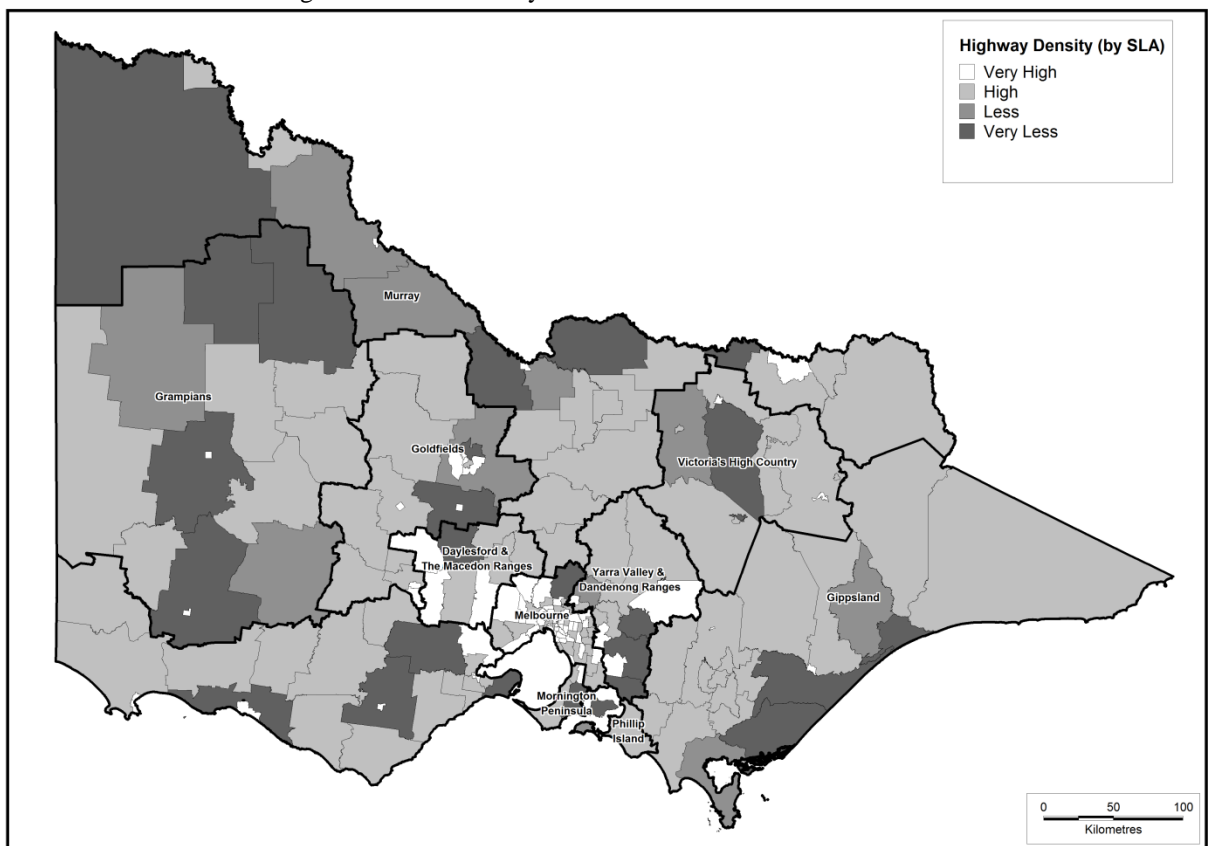 Highway Density (by SLA)
Very High
High
Less
Very Less
Murray
Grampians
Goldfields
Victoria's High Country
Daylesford &
The Macedon Ranges
Yarra Valley &
Dandenong Ranges
Gippsland
Melbourne
Mornington
Peninsula
Phillip
Island
0 50 100
Kilometres